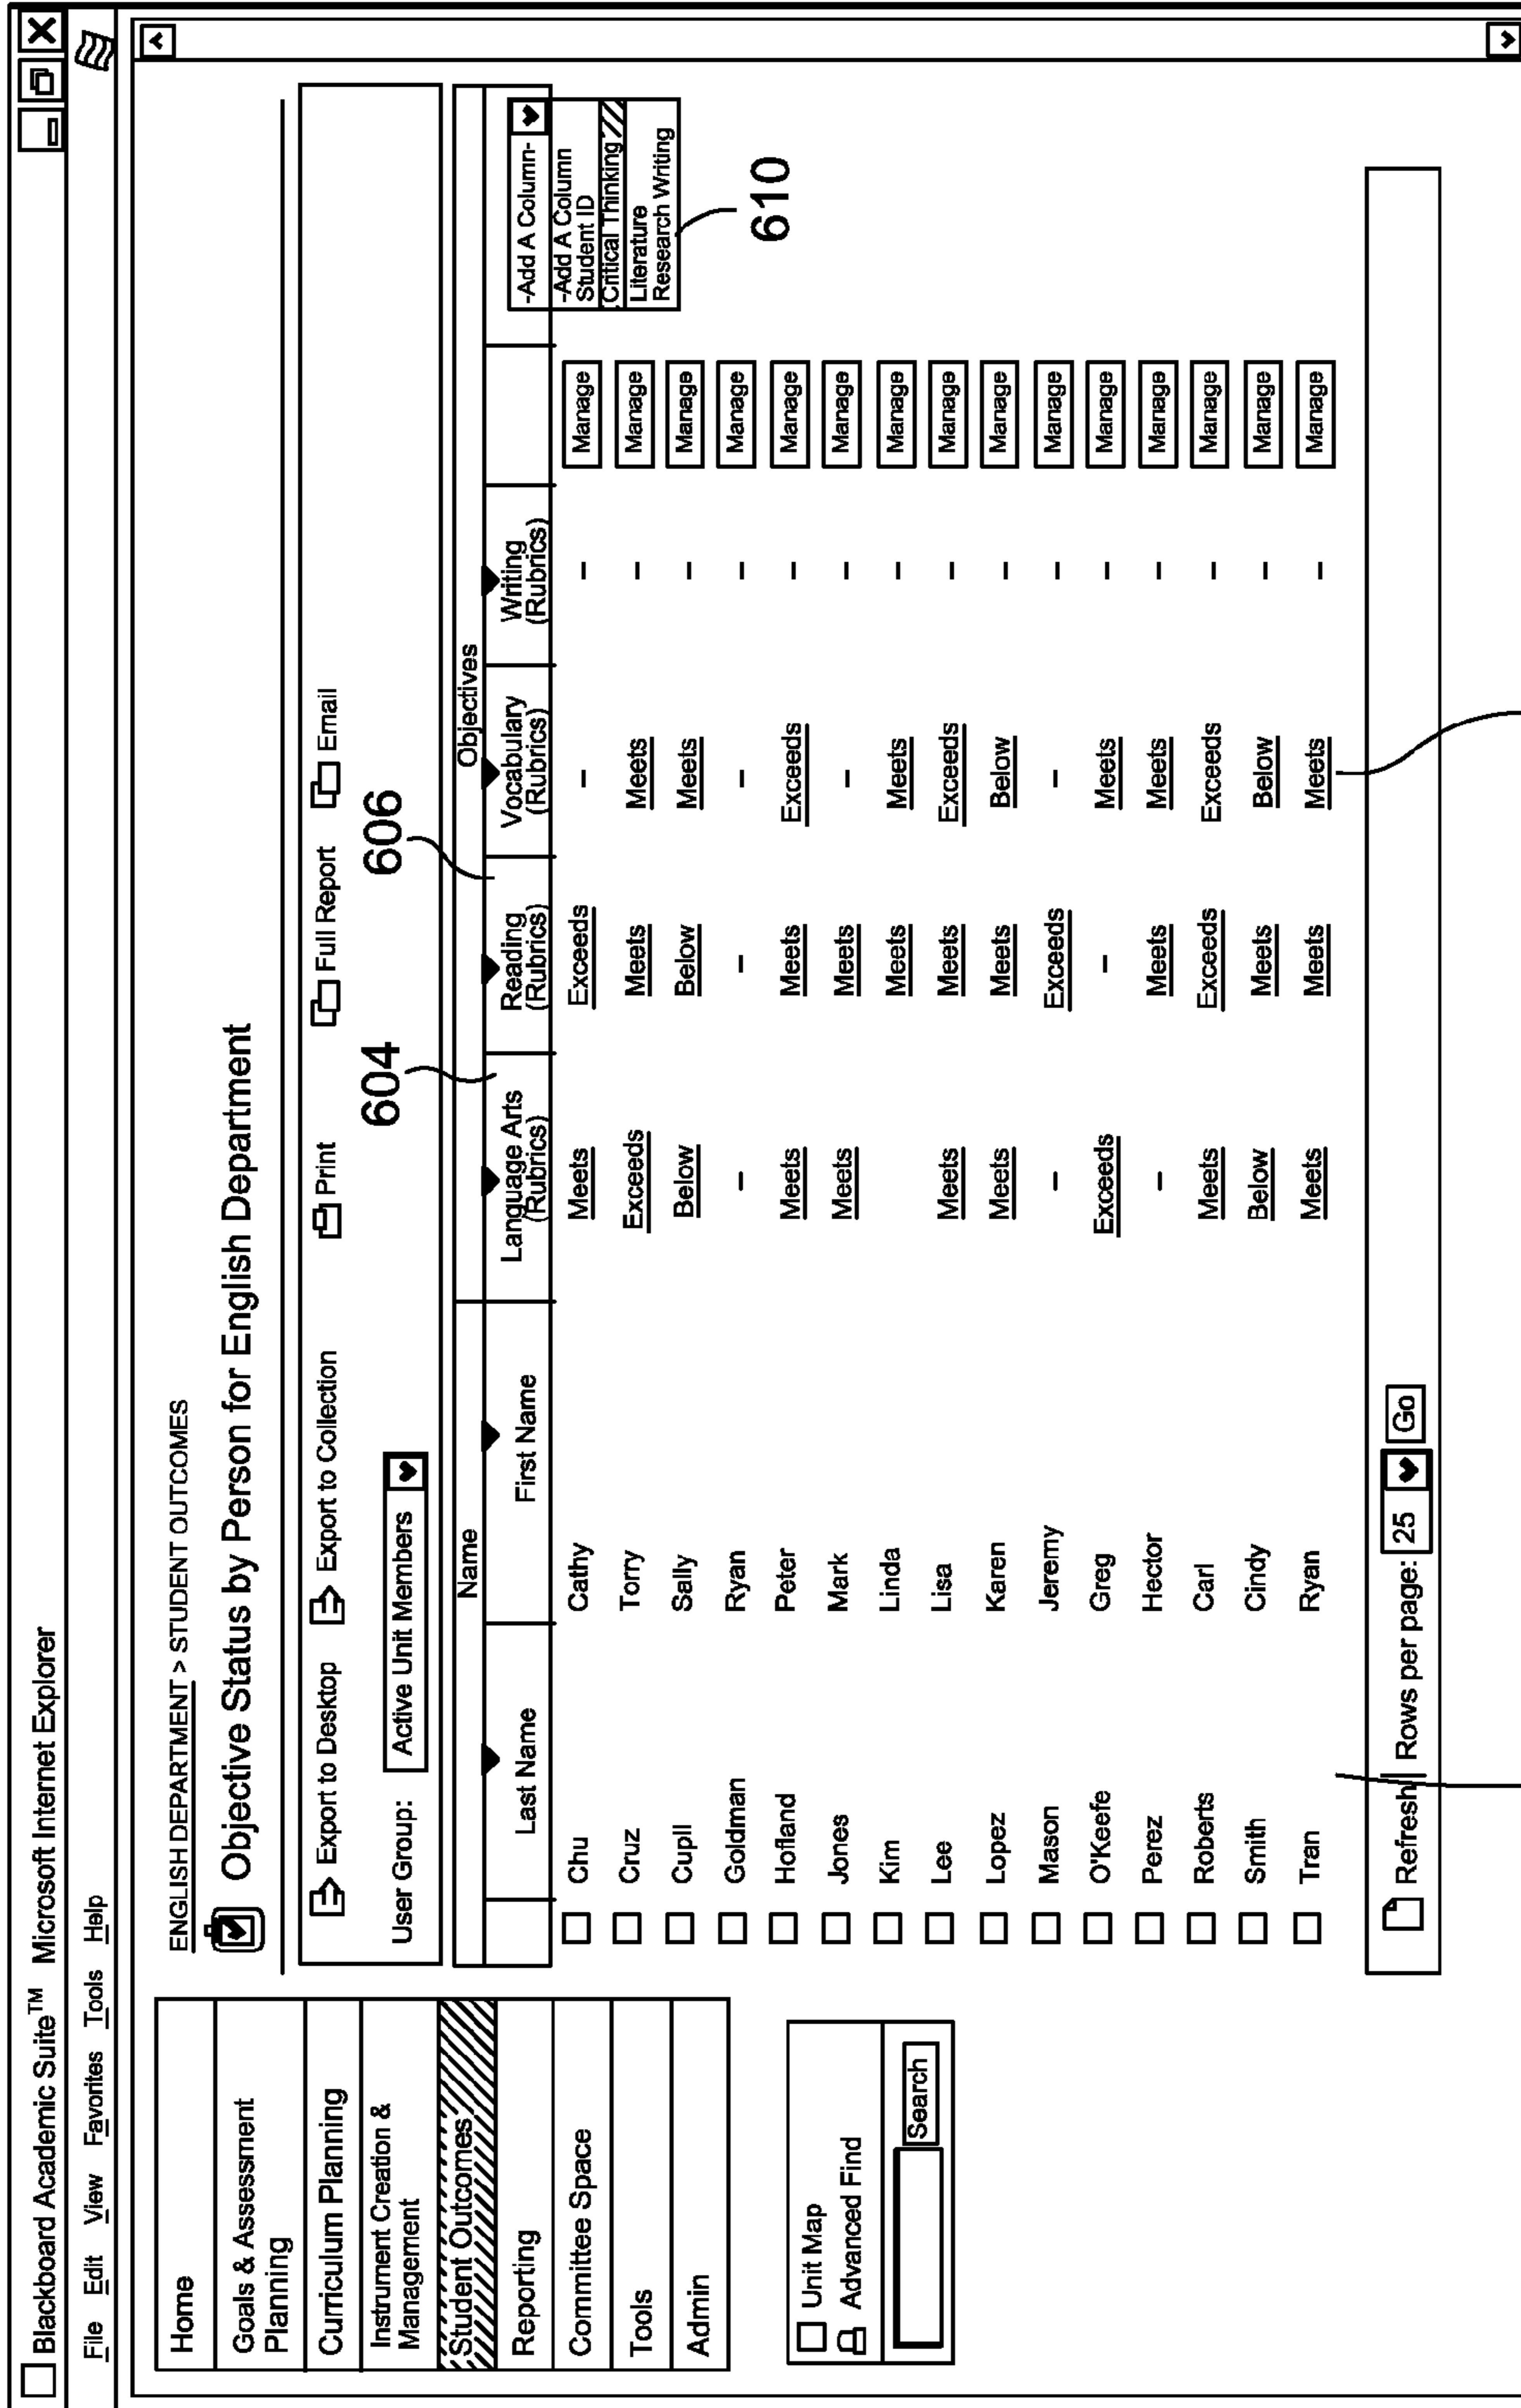 Blackboard Academic Suite™ Microsoft Internet Explorer
File Edit View Favorites Tools Help
Home
Goals & Assessment
Planning
Curriculum Planning
Instrument Creation &
Management
Student Outcomes
Reporting
Committee Space
Tools
Admin
Unit Map
Advanced Find
Search
ENGLISH DEPARTMENT > STUDENT OUTCOMES
Objective Status by Person for English Department
Export to Desktop Export to Collection Print Full Report Email
User Group: Active Unit Members
604
606
Name Objectives
Last Name First Name Language Arts (Rubrics) Reading (Rubrics) Vocabulary (Rubrics) Writing (Rubrics) -Add A Column-
-Add A Column
Student ID
Critical Thinking
Literature
Research Writing
610
Chu Cathy Meets Exceeds - - Manage
Cruz Torry Exceeds Meets Meets - Manage
Cupll Sally Below Below Meets - Manage
Goldman Ryan - - - - Manage
Hofland Peter Meets Meets Exceeds - Manage
Jones Mark Meets Meets - - Manage
Kim Linda Meets Meets - Manage
Lee Lisa Meets Meets Exceeds - Manage
Lopez Karen Meets Meets Below - Manage
Mason Jeremy - Exceeds - - Manage
O'Keefe Greg Exceeds - Meets - Manage
Perez Hector - Meets Meets - Manage
Roberts Carl Meets Exceeds Exceeds - Manage
Smith Cindy Below Meets Below - Manage
Tran Ryan Meets Meets Meets - Manage
Refresh Rows per page: 25 Go